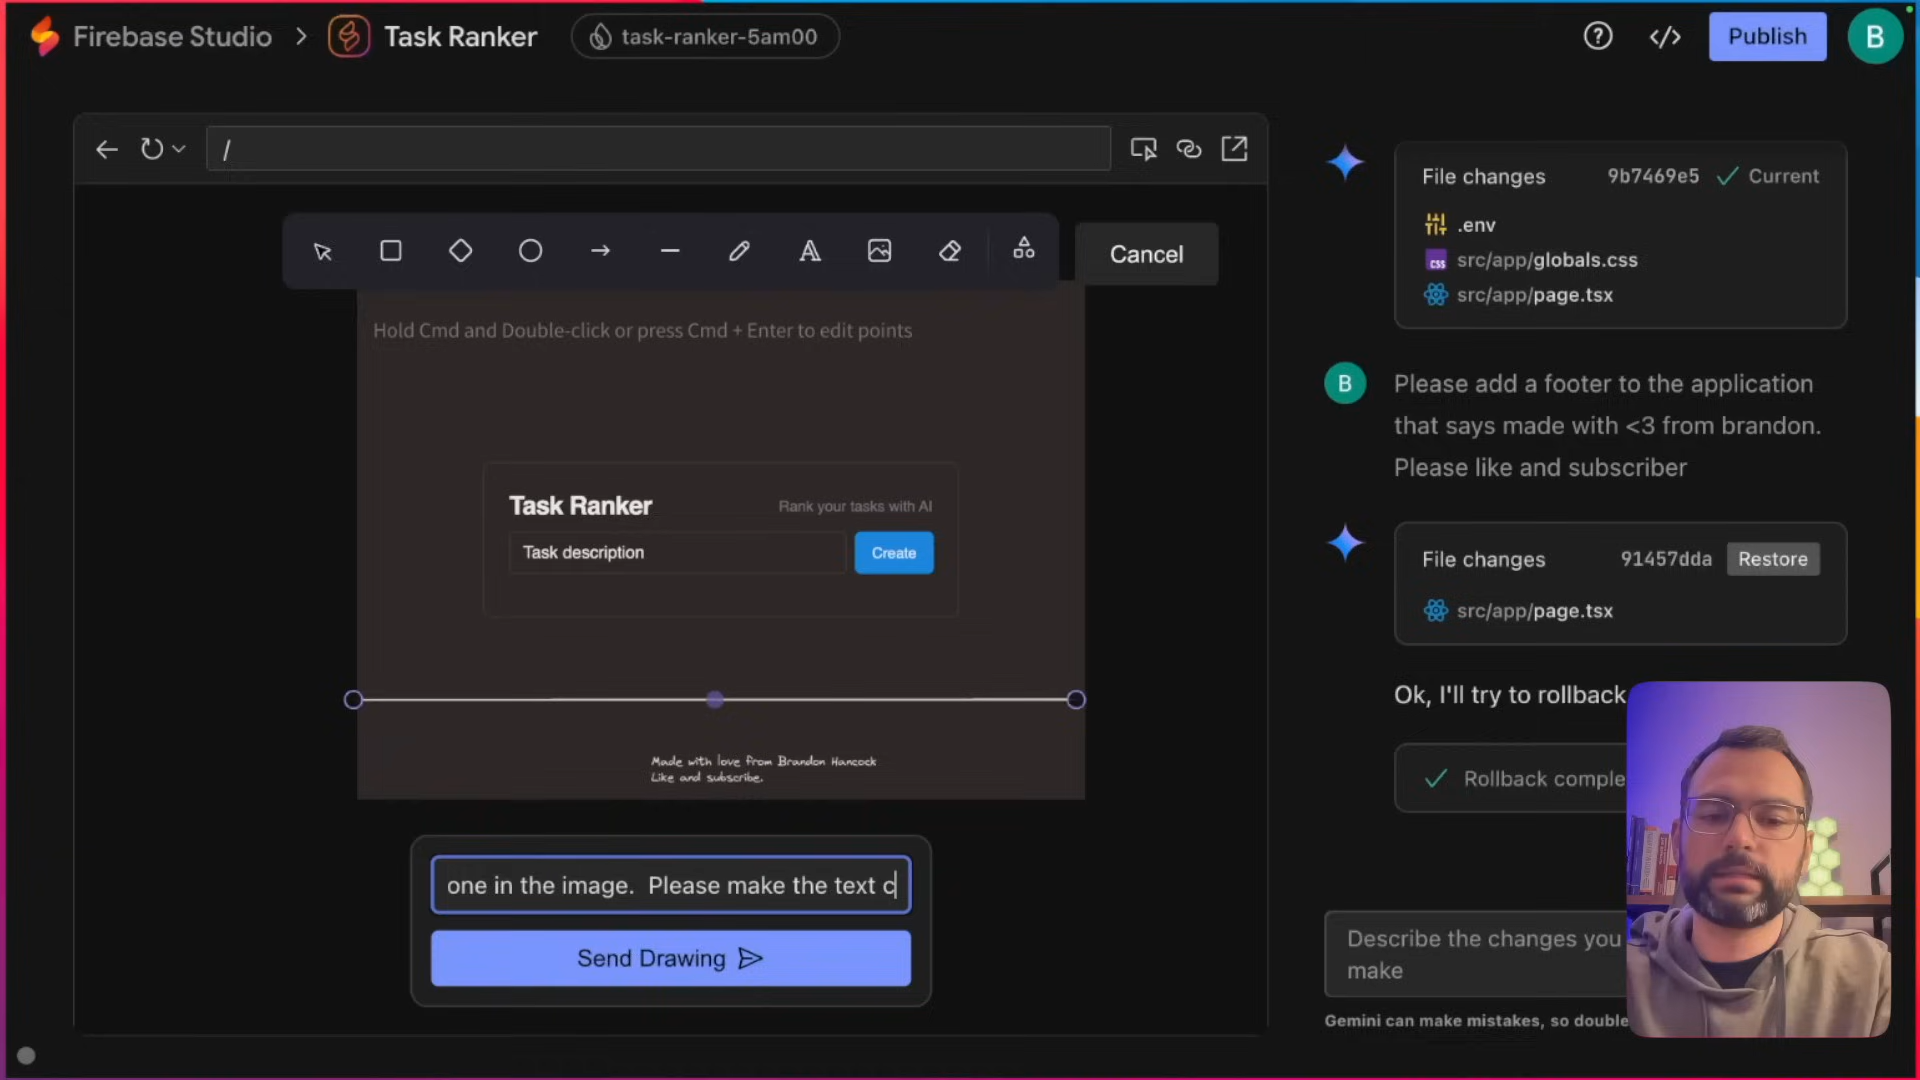 Firebase Studio > Task Ranker task-ranker-5am00
</> Publish B
/
Cancel
Hold Cmd and Double-click or press Cmd + Enter to edit points
Task Ranker Rank your tasks with AI
Task description Create
Made with love from Brandon Hancock
Like and subscribe.
one in the image.  Please make the text c
Send Drawing
File changes 9b7469e5 Current
.env
src/app/globals.css
src/app/page.tsx
B Please add a footer to the application
that says made with <3 from brandon.
Please like and subscriber
File changes 91457dda Restore
src/app/page.tsx
Ok, I'll try to rollback
Rollback comple
Describe the changes you
make
Gemini can make mistakes, so double